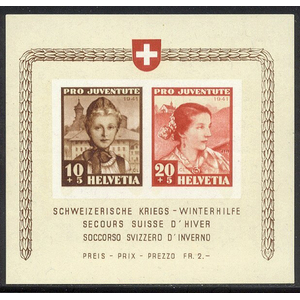 PRO JUVENTUTE
1941
10
+5
HELVETIA
PRO JUVENTUTE
1941
20
+5
HELVETIA
SCHWEIZERISCHE KRIEGS - WINTERHILFE
SECOURS SUISSE D'HIVER
SOCCORSO SVIZZERO D'INVERNO
PREIS - PRIX - PREZZO FR. 2.-